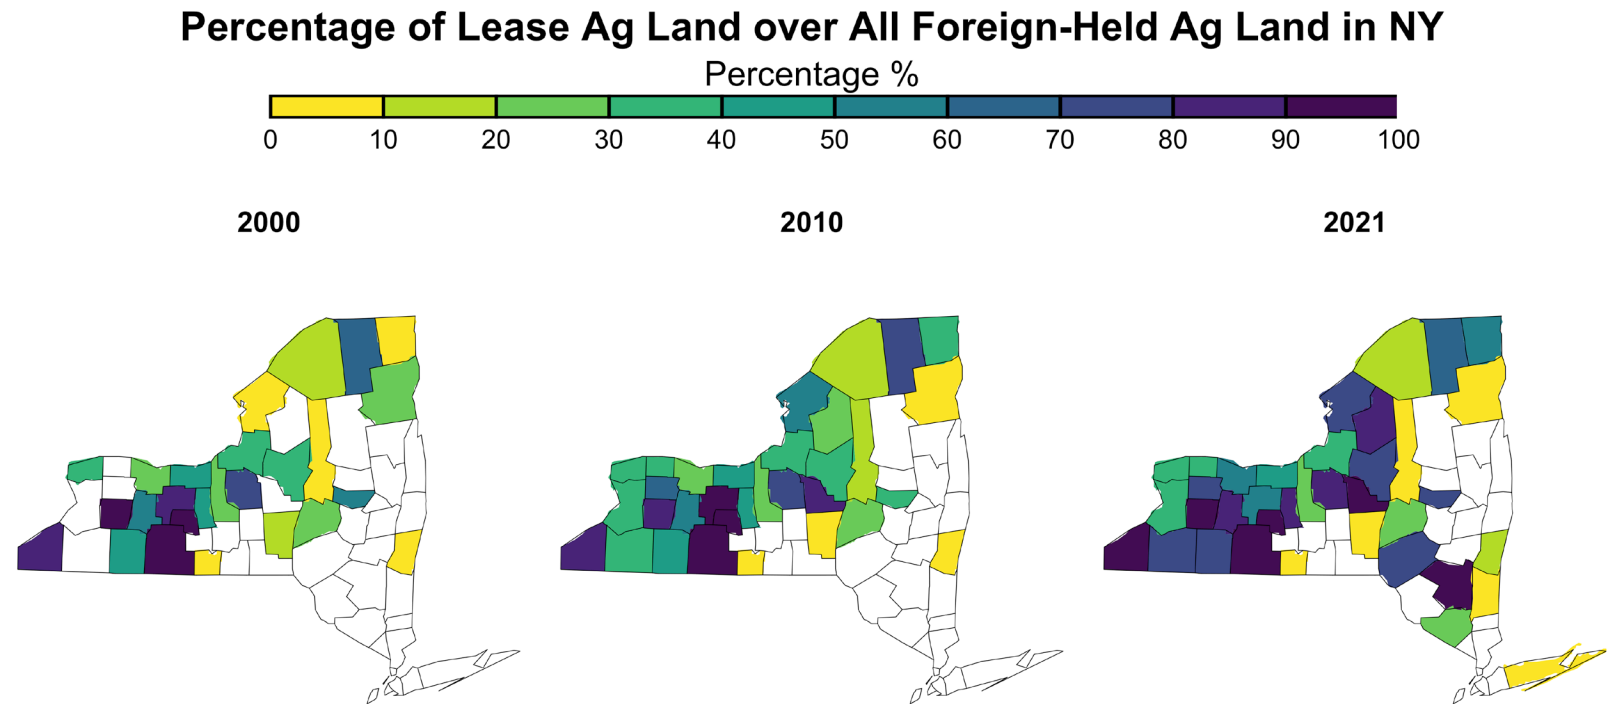 Percentage of Lease Ag Land over All Foreign-Held Ag Land in NY
Percentage %
0 10 20 30 40 50 60 70 80 90 100
2000 2010 2021